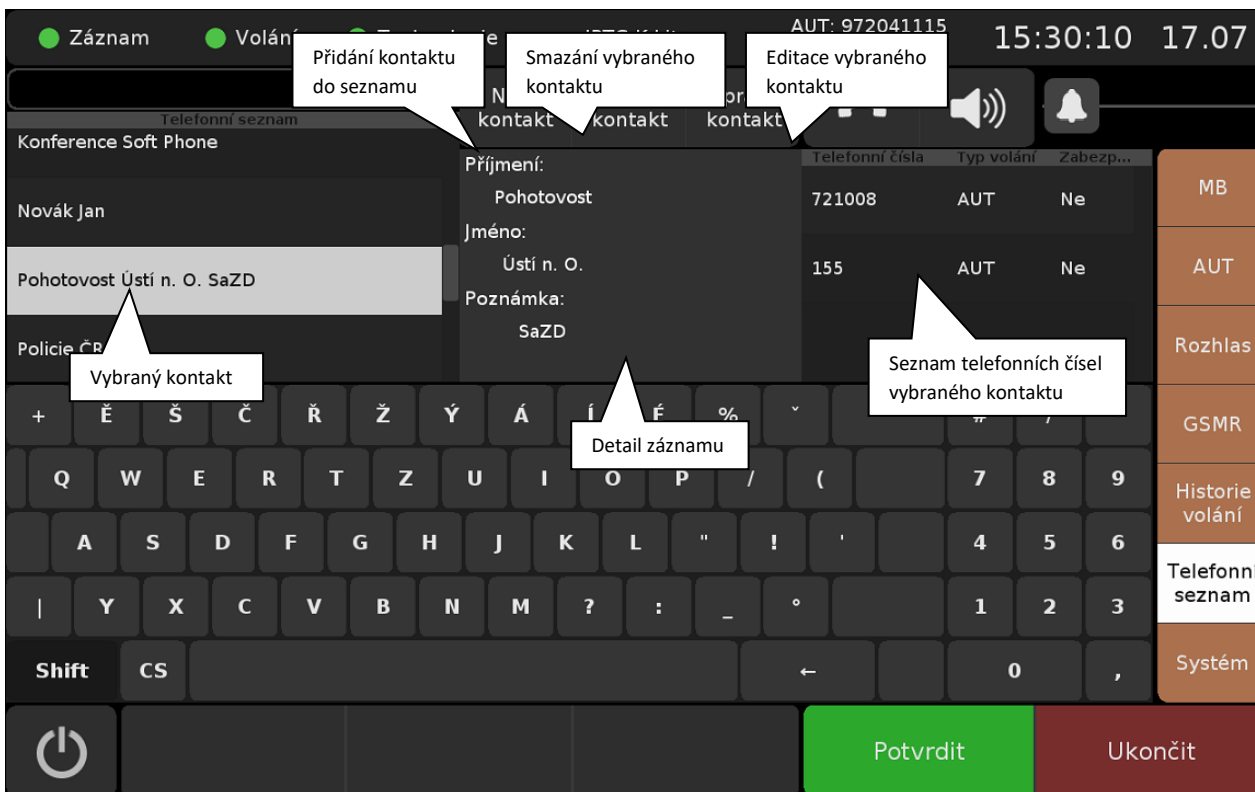 Záznam
Volání
AUT: 972041115
15:30:10 17.07
Přidání kontaktu
do seznamu
Smazání vybraného
kontaktu
Editace vybraného
kontaktu
Telefonní seznam
kontakt
kontakt
kontakt
Konference Soft Phone
Novák Jan
Pohotovost Ústí n. O. SaZD
Policie ČR
Vybraný kontakt
Příjmení:
Pohotovost
Jméno:
Ústí n. O.
Poznámka:
SaZD
Detail záznamu
Telefonní čísla Typ volání Zabezp...
721008 AUT Ne
155 AUT Ne
Seznam telefonních čísel
vybraného kontaktu
MB
AUT
Rozhlas
GSMR
Historie
volání
Telefonní
seznam
Systém
+ Ě Š Č Ř Ž Ý Á Í É % ˇ # /
Q W E R T Z U I O P / ( 7 8 9
A S D F G H J K L " ! ' 4 5 6
| Y X C V B N M ? : _ ° 1 2 3
Shift CS ← 0 ,
Potvrdit
Ukončit